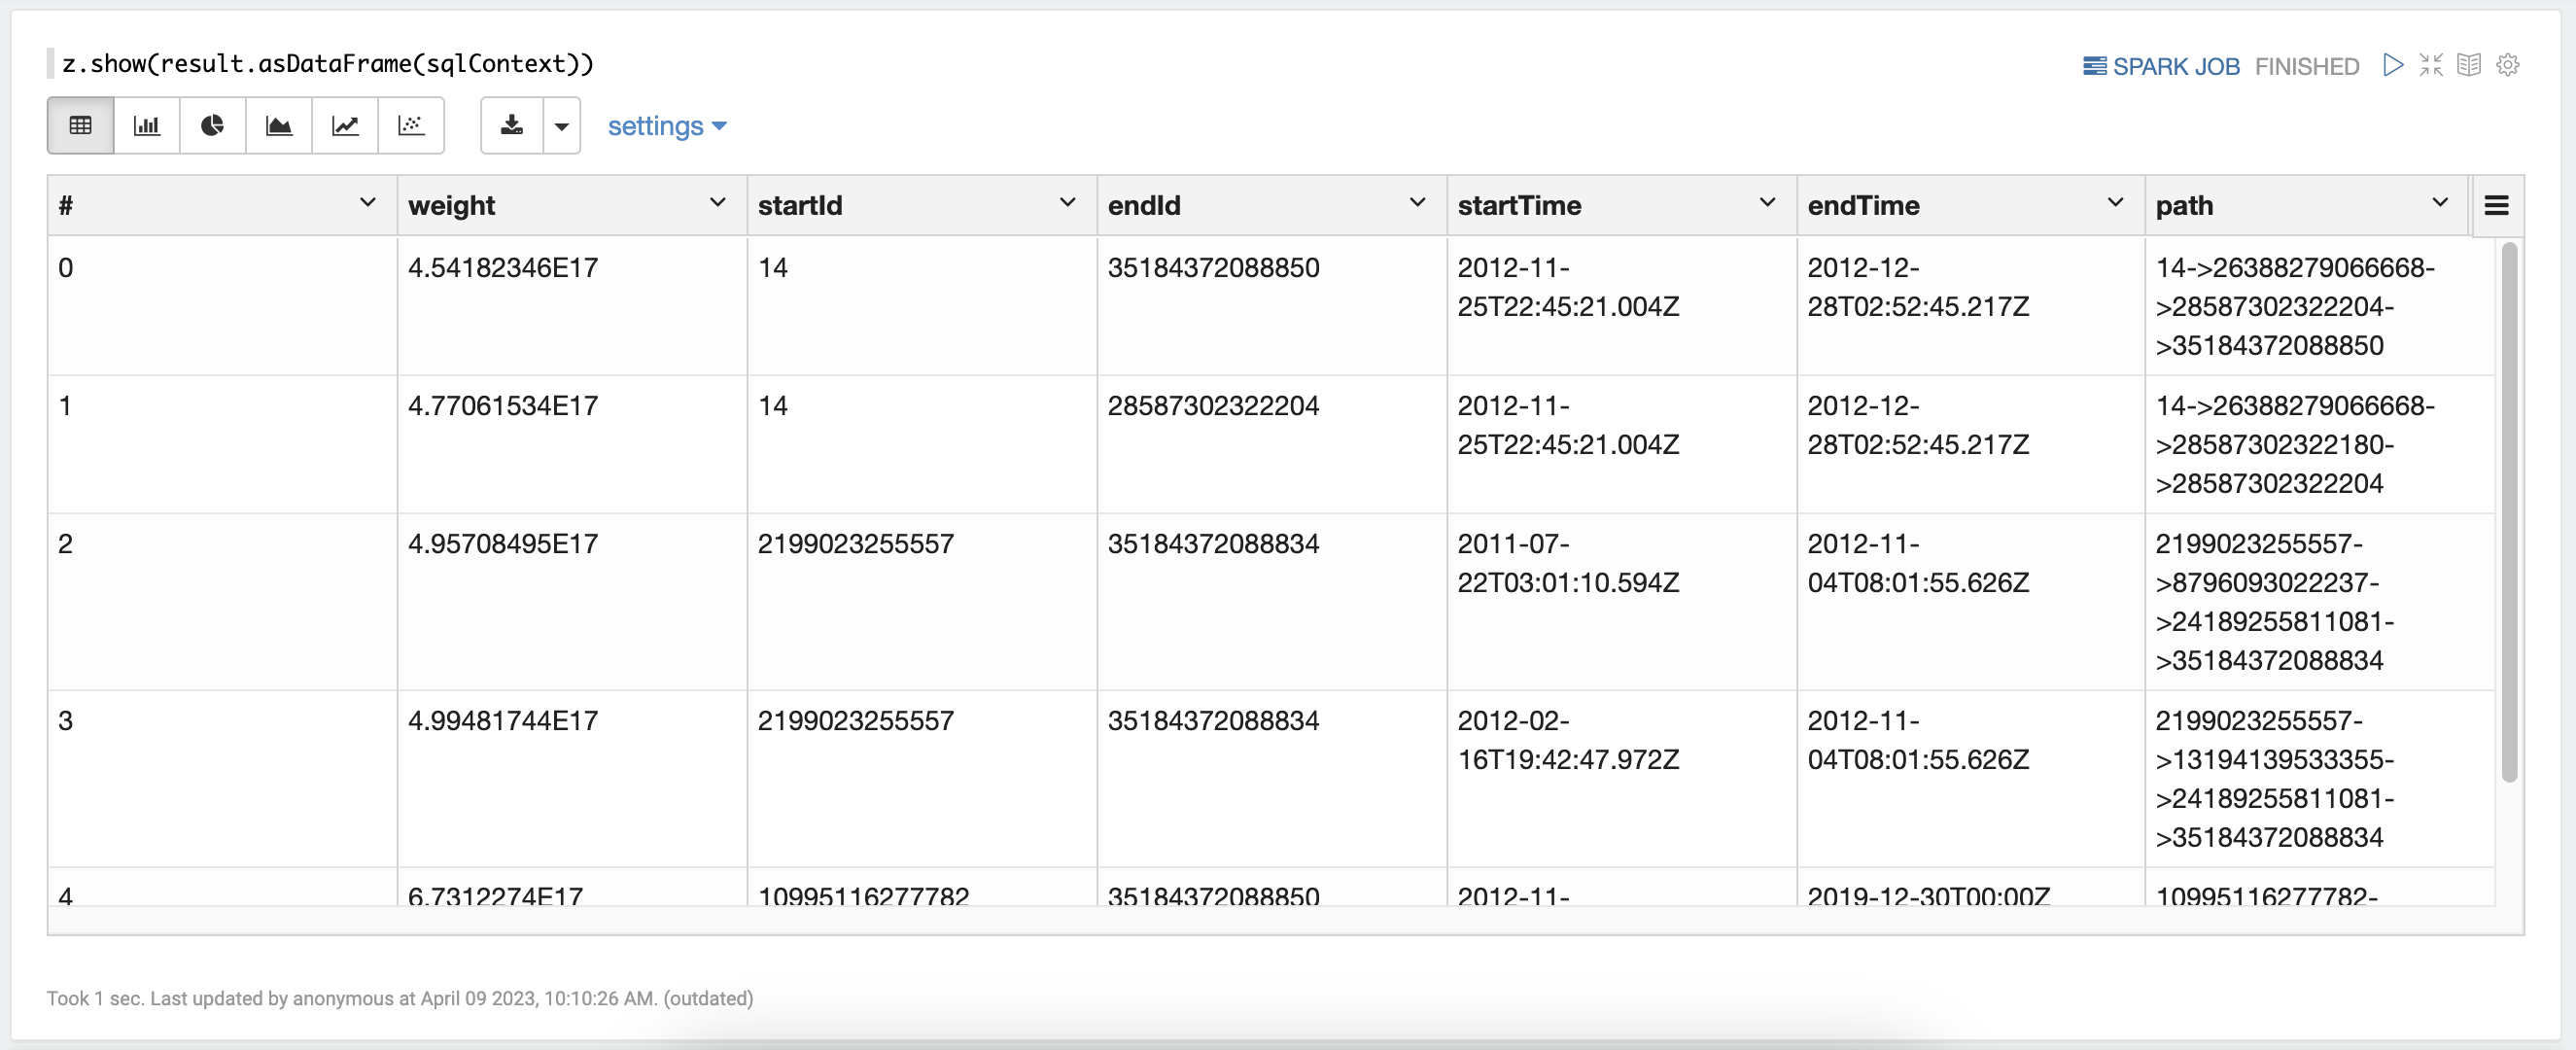 z.show(result.asDataFrame(sqlContext))
SPARK JOB FINISHED
settings
# weight startId endId startTime endTime path
0 4.54182346E17 14 35184372088850 2012-11- 2012-12- 14->26388279066668-
25T22:45:21.004Z 28T02:52:45.217Z >28587302322204-
>35184372088850
1 4.77061534E17 14 28587302322204 2012-11- 2012-12- 14->26388279066668-
25T22:45:21.004Z 28T02:52:45.217Z >28587302322180-
>28587302322204
2 4.95708495E17 2199023255557 35184372088834 2011-07- 2012-11- 2199023255557-
22T03:01:10.594Z 04T08:01:55.626Z >8796093022237-
>24189255811081-
>35184372088834
3 4.99481744E17 2199023255557 35184372088834 2012-02- 2012-11- 2199023255557-
16T19:42:47.972Z 04T08:01:55.626Z >13194139533355-
>24189255811081-
>35184372088834
4 6.7312274E17 10995116277782 35184372088850 2012-11- 2019-12-30T00:00Z 10995116277782-
Took 1 sec. Last updated by anonymous at April 09 2023, 10:10:26 AM. (outdated)